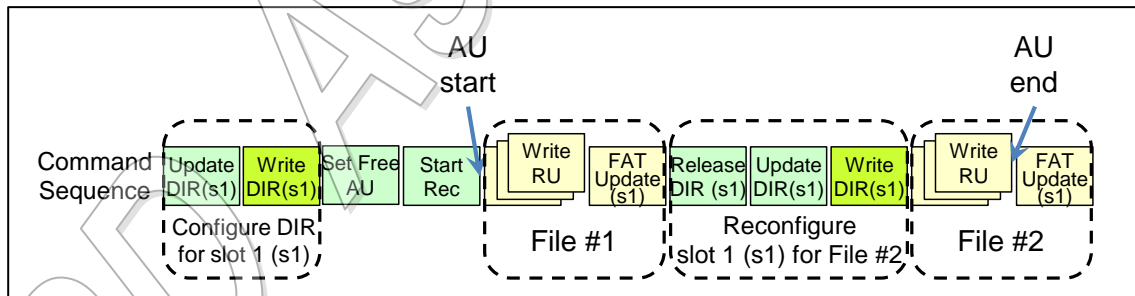 AU
start
AU
end
Command
Sequence
Update
DIR(s1)
Write
DIR(s1)
Set Free
AU
Start
Rec
Write
RU
FAT
Update
(s1)
Release
DIR (s1)
Update
DIR(s1)
Write
DIR(s1)
Write
RU
FAT
Update
(s1)
Configure DIR
for slot 1 (s1)
File #1
Reconfigure
slot 1 (s1) for File #2
File #2